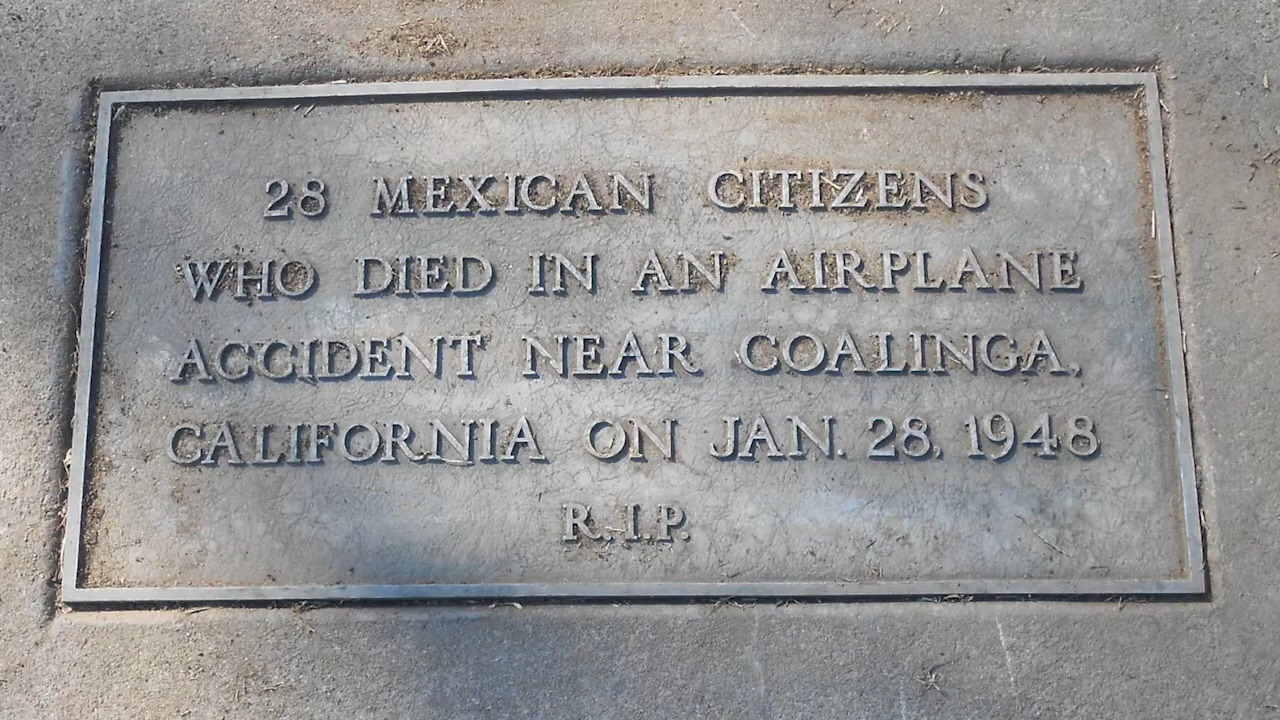 28 MEXICAN CITIZENS
WHO DIED IN AN AIRPLANE
ACCIDENT NEAR COALINGA,
CALIFORNIA ON JAN. 28, 1948
R.I.P.